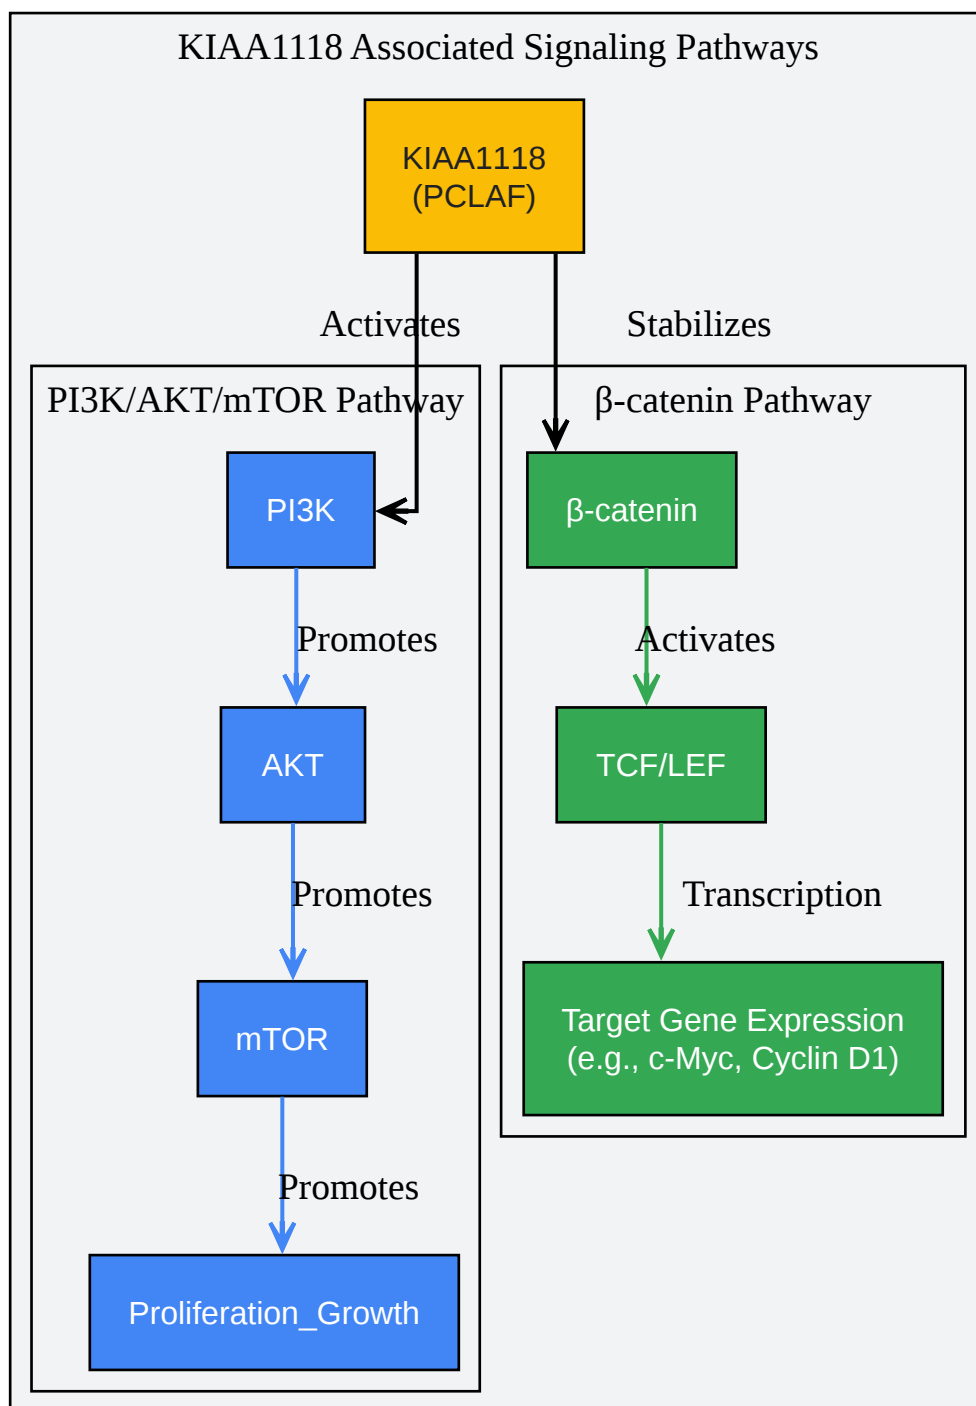 KIAA1118 Associated Signaling Pathways
KIAA1118
(PCLAF)
Activates
Stabilizes
PI3K/AKT/mTOR Pathway
PI3K
Promotes
AKT
Promotes
mTOR
Promotes
Proliferation_Growth
β-catenin Pathway
β-catenin
Activates
TCF/LEF
Transcription
Target Gene Expression
(e.g., c-Myc, Cyclin D1)